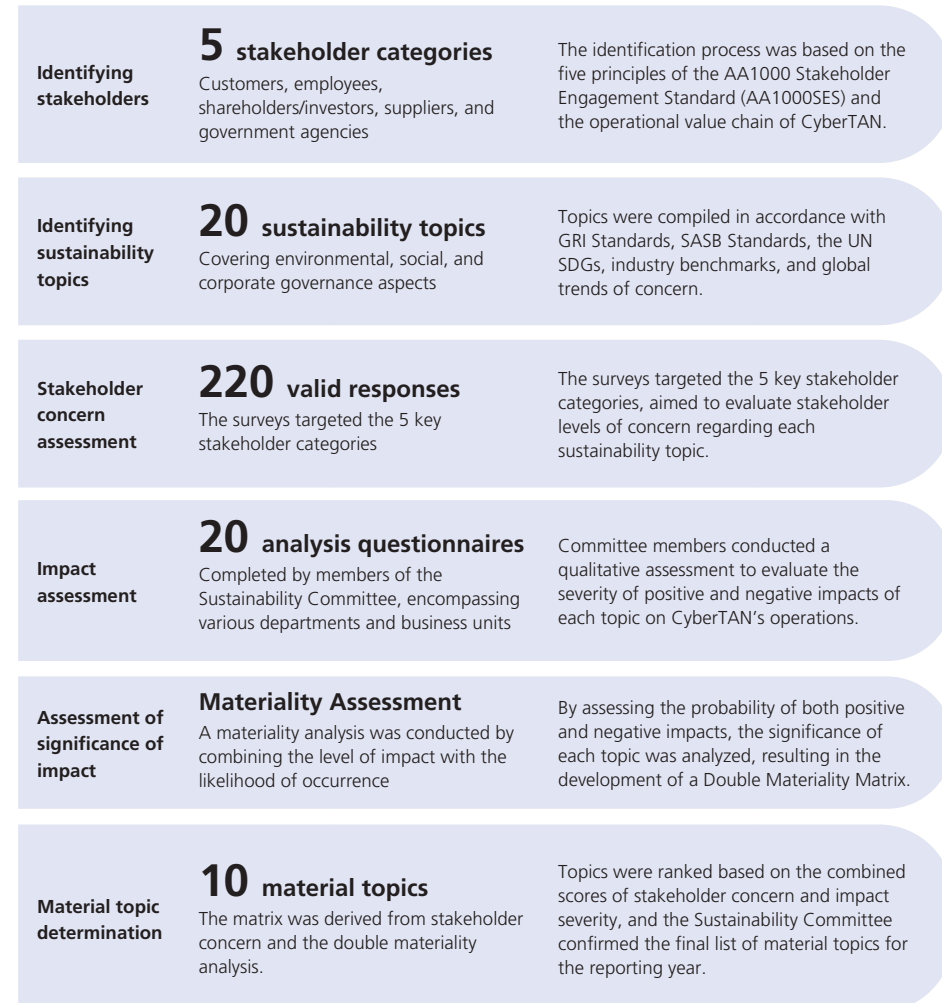 Identifying
stakeholders
5 stakeholder categories
Customers, employees,
shareholders/investors, suppliers, and
government agencies
The identification process was based on the
five principles of the AA1000 Stakeholder
Engagement Standard (AA1000SES) and
the operational value chain of CyberTAN.
Identifying
sustainability
topics
20 sustainability topics
Covering environmental, social, and
corporate governance aspects
Topics were compiled in accordance with
GRI Standards, SASB Standards, the UN
SDGs, industry benchmarks, and global
trends of concern.
Stakeholder
concern
assessment
220 valid responses
The surveys targeted the 5 key
stakeholder categories
The surveys targeted the 5 key stakeholder
categories, aimed to evaluate stakeholder
levels of concern regarding each
sustainability topic.
Impact
assessment
20 analysis questionnaires
Completed by members of the
Sustainability Committee, encompassing
various departments and business units
Committee members conducted a
qualitative assessment to evaluate the
severity of positive and negative impacts of
each topic on CyberTAN’s operations.
Assessment of
significance of
impact
Materiality Assessment
A materiality analysis was conducted by
combining the level of impact with the
likelihood of occurrence
By assessing the probability of both positive
and negative impacts, the significance of
each topic was analyzed, resulting in the
development of a Double Materiality Matrix.
Material topic
determination
10 material topics
The matrix was derived from stakeholder
concern and the double materiality
analysis.
Topics were ranked based on the combined
scores of stakeholder concern and impact
severity, and the Sustainability Committee
confirmed the final list of material topics for
the reporting year.